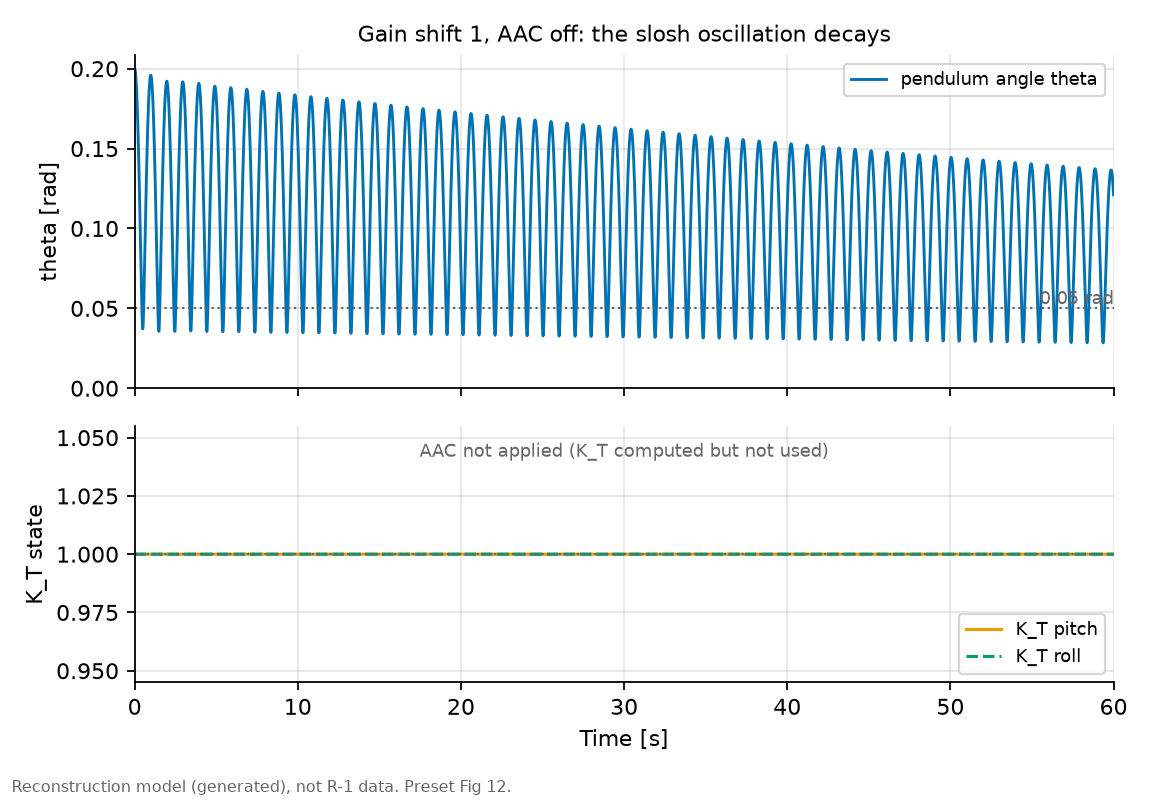 Gain shift 1, AAC off: the slosh oscillation decays
pendulum angle theta
theta [rad]
0.20
0.15
0.10
0.05
0.00
0.05 rad
AAC not applied (K_T computed but not used)
K_T state
1.050
1.025
1.000
0.975
0.950
K_T pitch
K_T roll
0 10 20 30 40 50 60
Time [s]
Reconstruction model (generated), not R-1 data. Preset Fig 12.